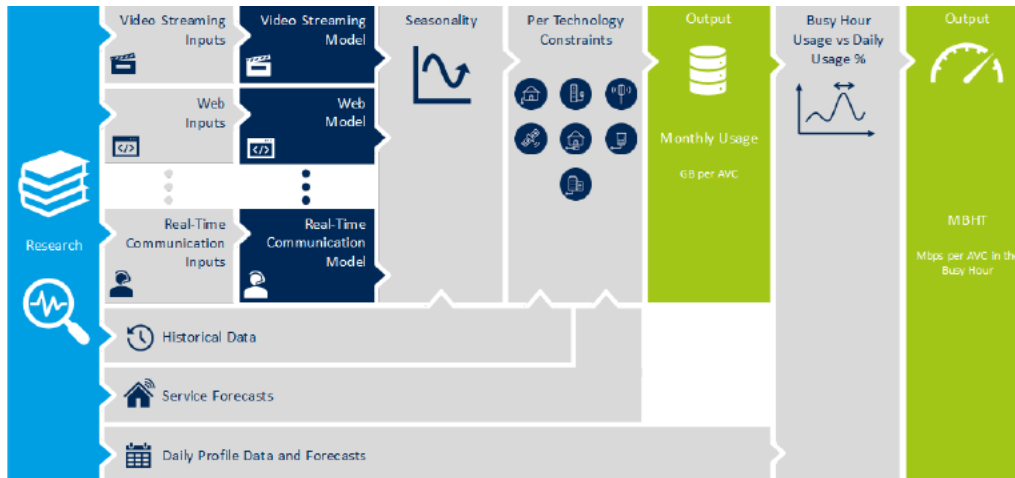 Research
Video Streaming
Inputs
Video Streaming
Model
Web
Inputs
</>
Web
Model
</>
Real-Time
Communication
Inputs
Real-Time
Communication
Model
Seasonality
Per Technology
Constraints
Output
Monthly Usage
GB per AVC
Busy Hour
Usage vs Daily
Usage %
Output
MBHT
Mbps per AVC in the
Busy Hour
Historical Data
Service Forecasts
Daily Profile Data and Forecasts